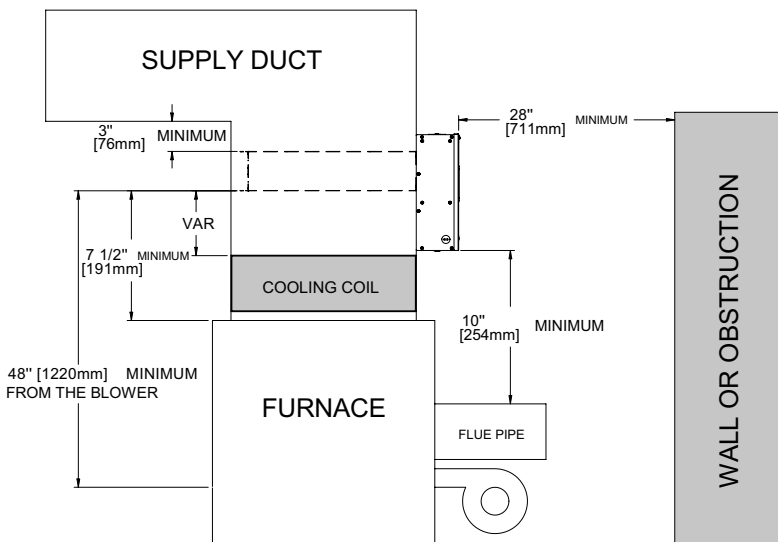 SUPPLY DUCT
3" MINIMUM
[76mm]
28" MINIMUM
[711mm]
VAR
7 1/2" MINIMUM
[191mm]
COOLING COIL
10" MINIMUM
[254mm]
48" [1220mm] MINIMUM
FROM THE BLOWER
FURNACE
FLUE PIPE
WALL OR OBSTRUCTION